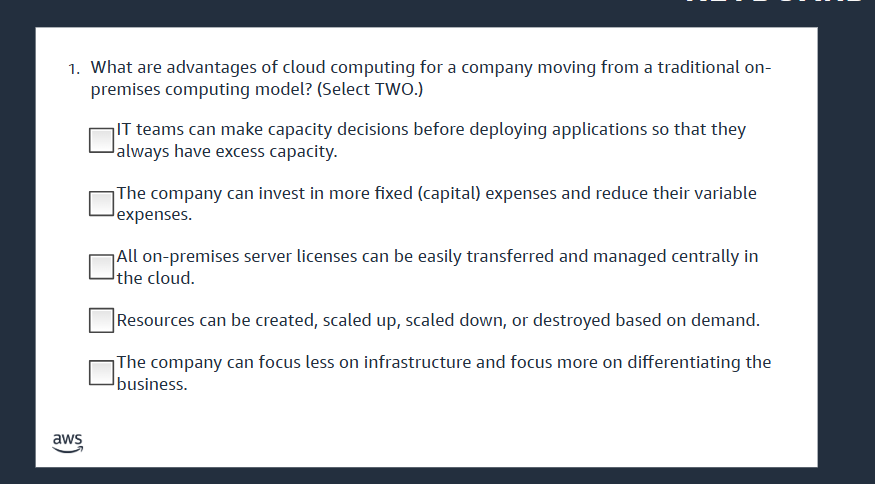 1. What are advantages of cloud computing for a company moving from a traditional on-
premises computing model? (Select TWO.)
IT teams can make capacity decisions before deploying applications so that they
always have excess capacity.
The company can invest in more fixed (capital) expenses and reduce their variable
expenses.
All on-premises server licenses can be easily transferred and managed centrally in
the cloud.
Resources can be created, scaled up, scaled down, or destroyed based on demand.
The company can focus less on infrastructure and focus more on differentiating the
business.
aws